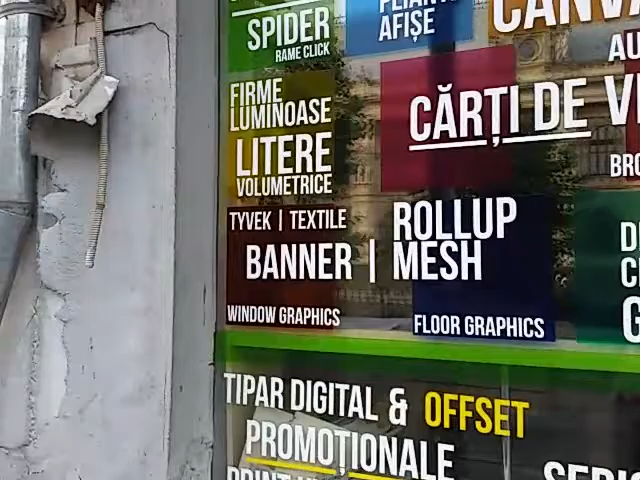 SPIDER
RAME CLICK
AFIȘE
FIRME
LUMINOASE
LITERE
VOLUMETRICE
CĂRȚI DE
TYVEK | TEXTILE
BANNER |
ROLLUP
MESH
WINDOW GRAPHICS
FLOOR GRAPHICS
TIPAR DIGITAL & OFFSET
PROMOȚIONALE